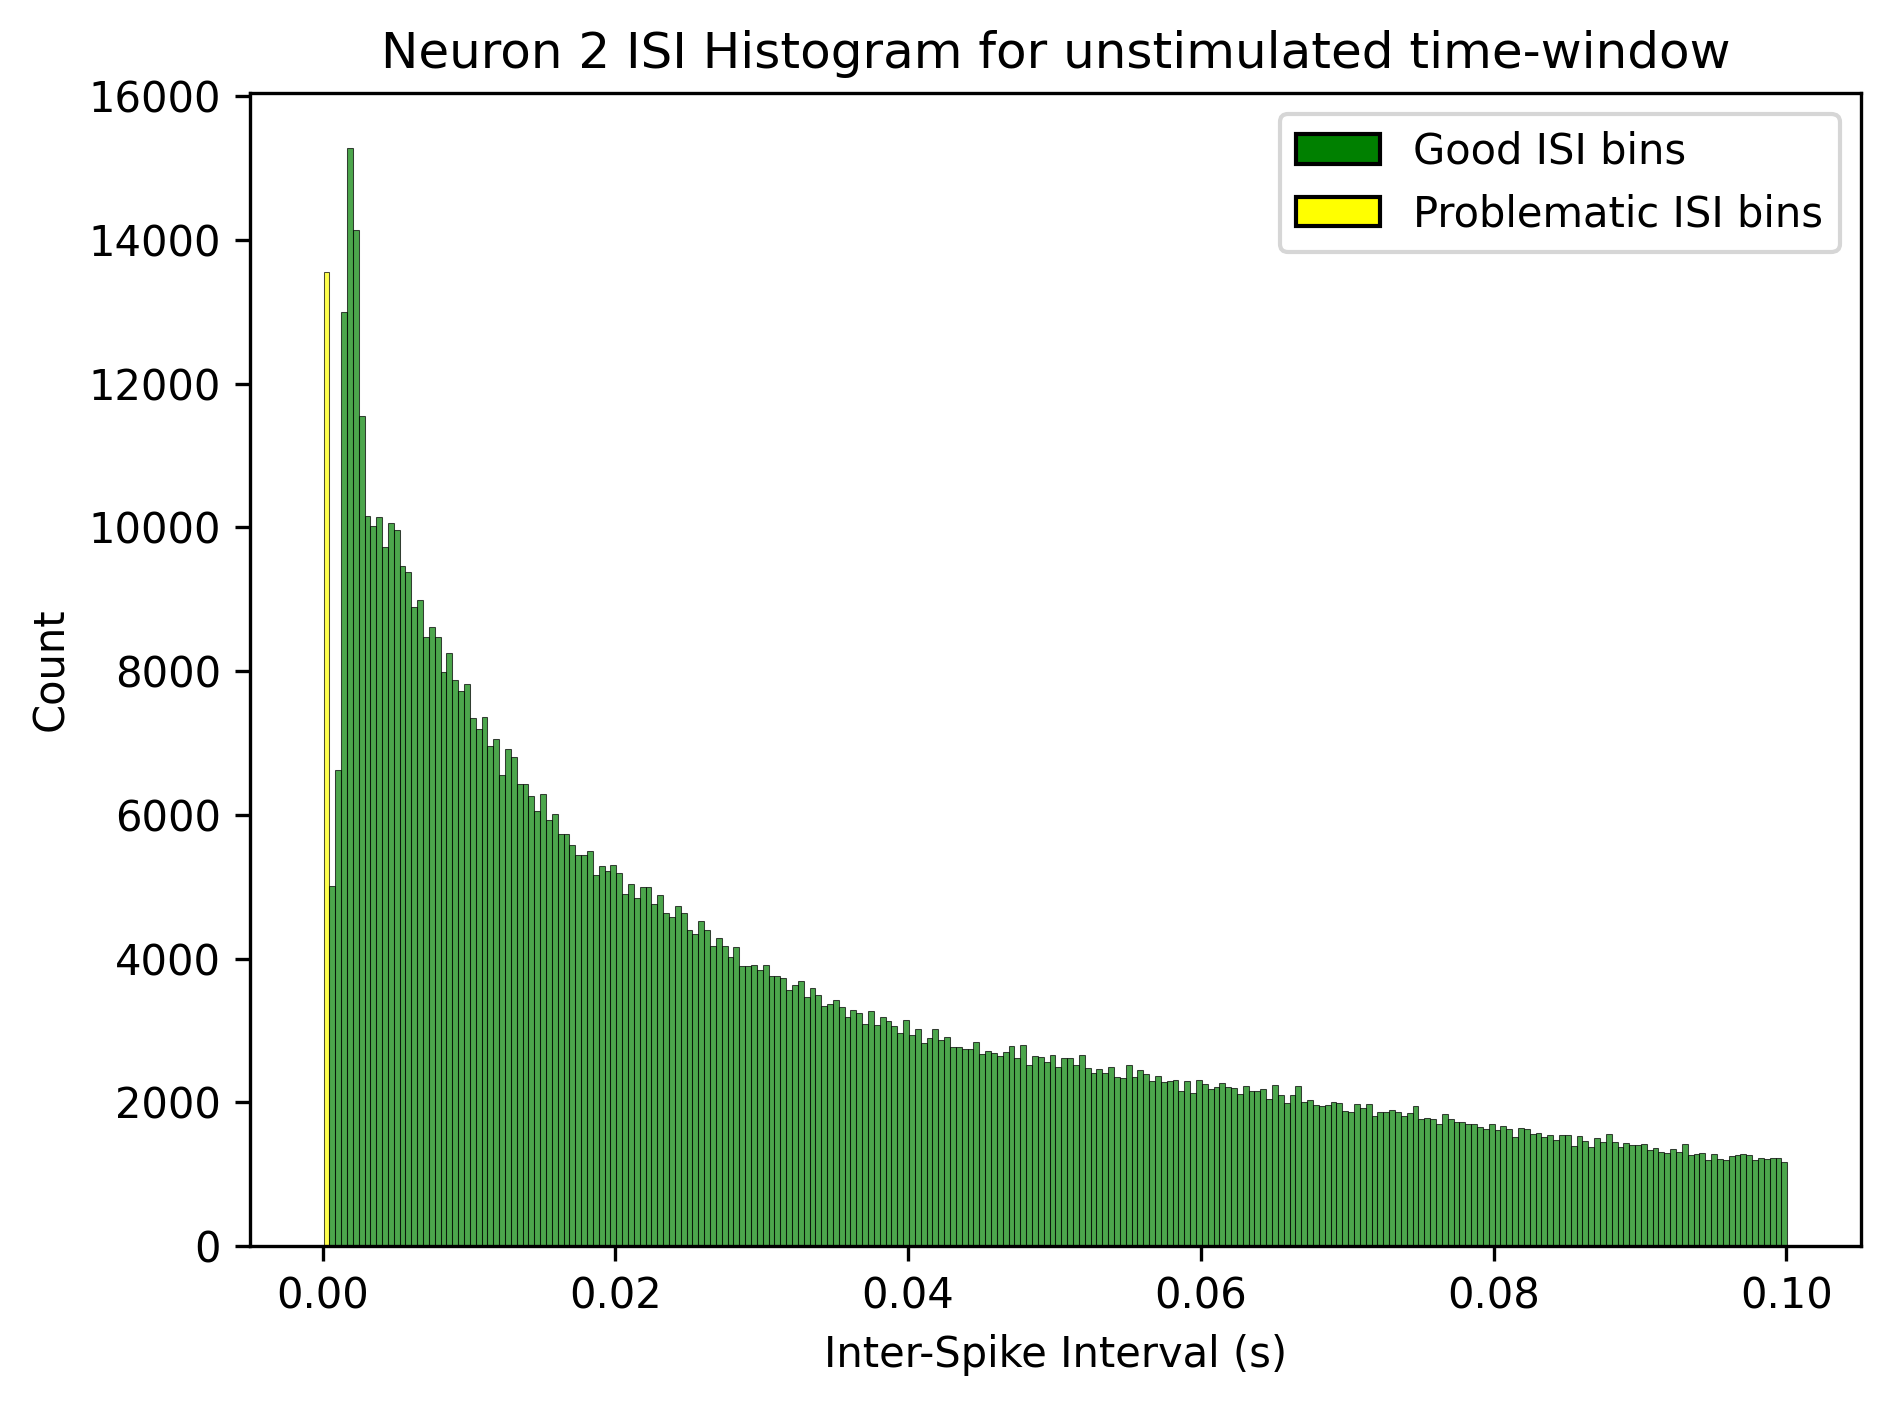 Neuron 2 ISI Histogram for unstimulated time-window
16000
14000
12000
10000
8000
6000
4000
2000
0
Count
Good ISI bins
Problematic ISI bins
0.00 0.02 0.04 0.06 0.08 0.10
Inter-Spike Interval (s)